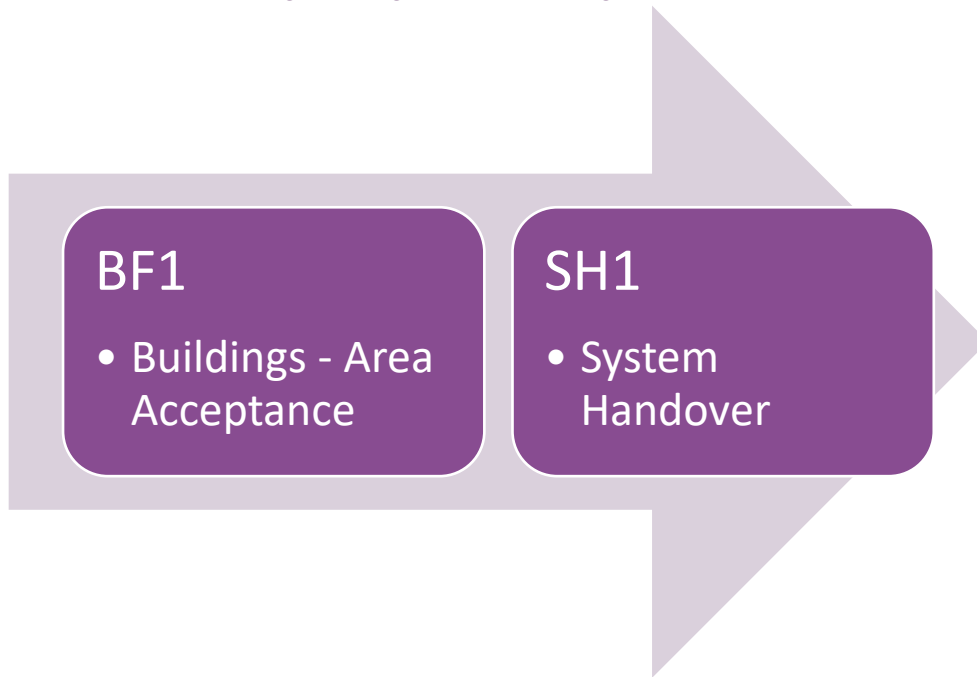 BF1
• Buildings - Area
Acceptance
SH1
• System
Handover